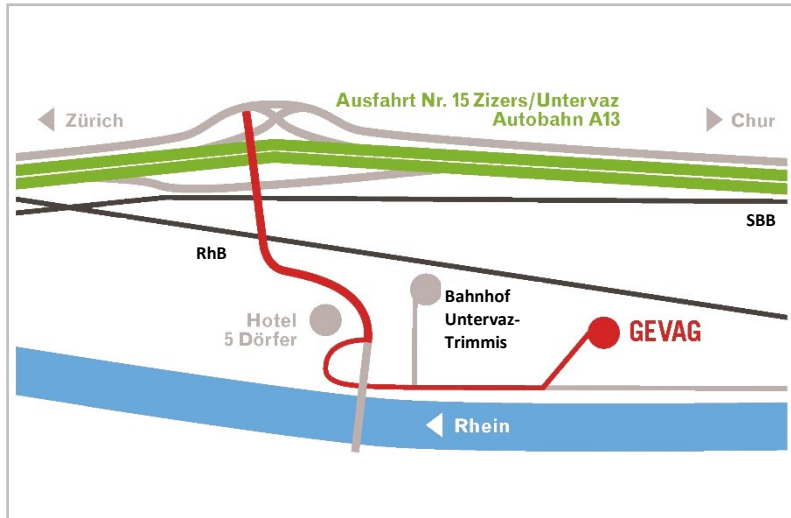 Ausfahrt Nr. 15 Zizers/Untervaz
Autobahn A13
Zürich
Chur
SBB
RhB
Bahnhof
Untervaz-
Trimmis
Hotel
5 Dörfer
GEVAG
Rhein